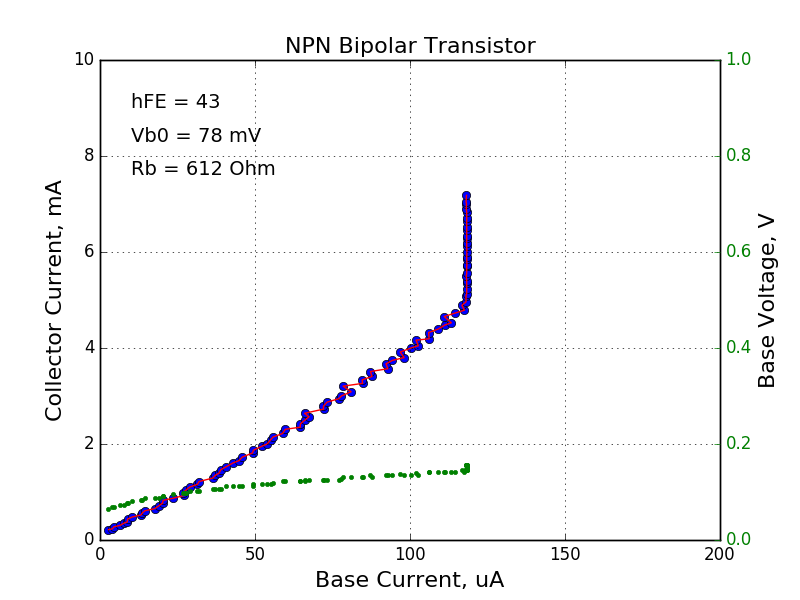 NPN Bipolar Transistor
hFE = 43
Vb0 = 78 mV
Rb = 612 Ohm
10
8
6
4
2
0
Collector Current, mA
1.0
0.8
0.6
0.4
0.2
0.0
Base Voltage, V
0 50 100 150 200
Base Current, uA